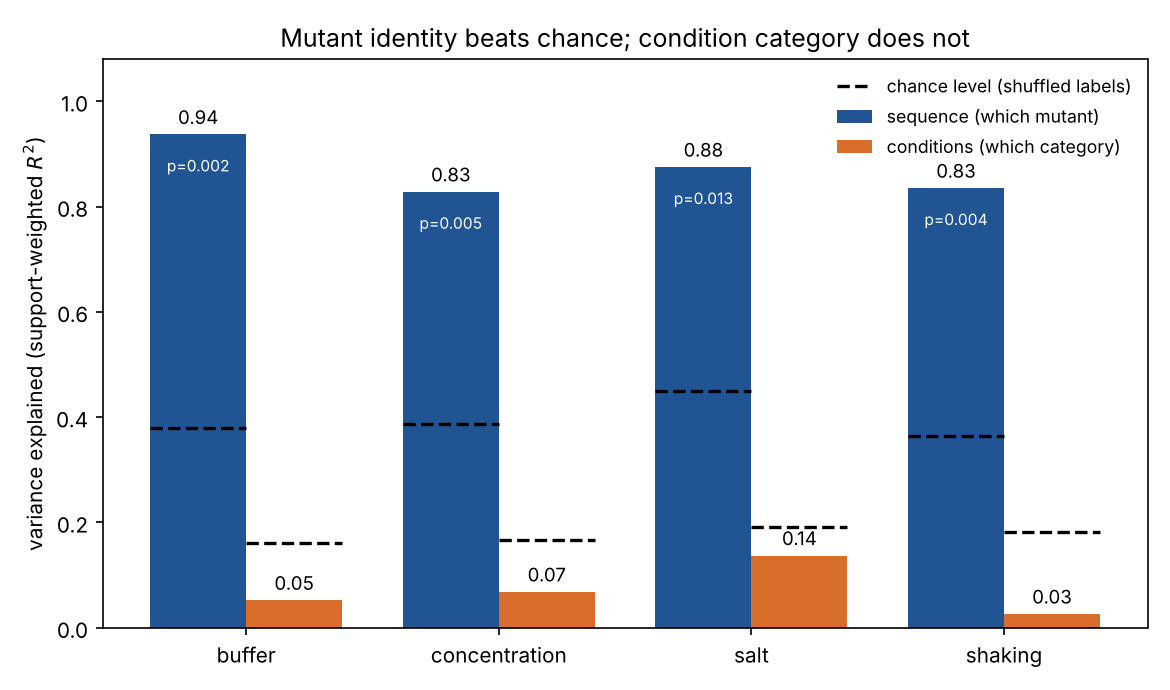 Mutant identity beats chance; condition category does not
variance explained (support-weighted R²)
1.0
0.8
0.6
0.4
0.2
0.0
chance level (shuffled labels)
sequence (which mutant)
conditions (which category)
0.94
p=0.002
0.05
0.83
p=0.005
0.07
0.88
p=0.013
0.14
0.83
p=0.004
0.03
buffer
concentration
salt
shaking